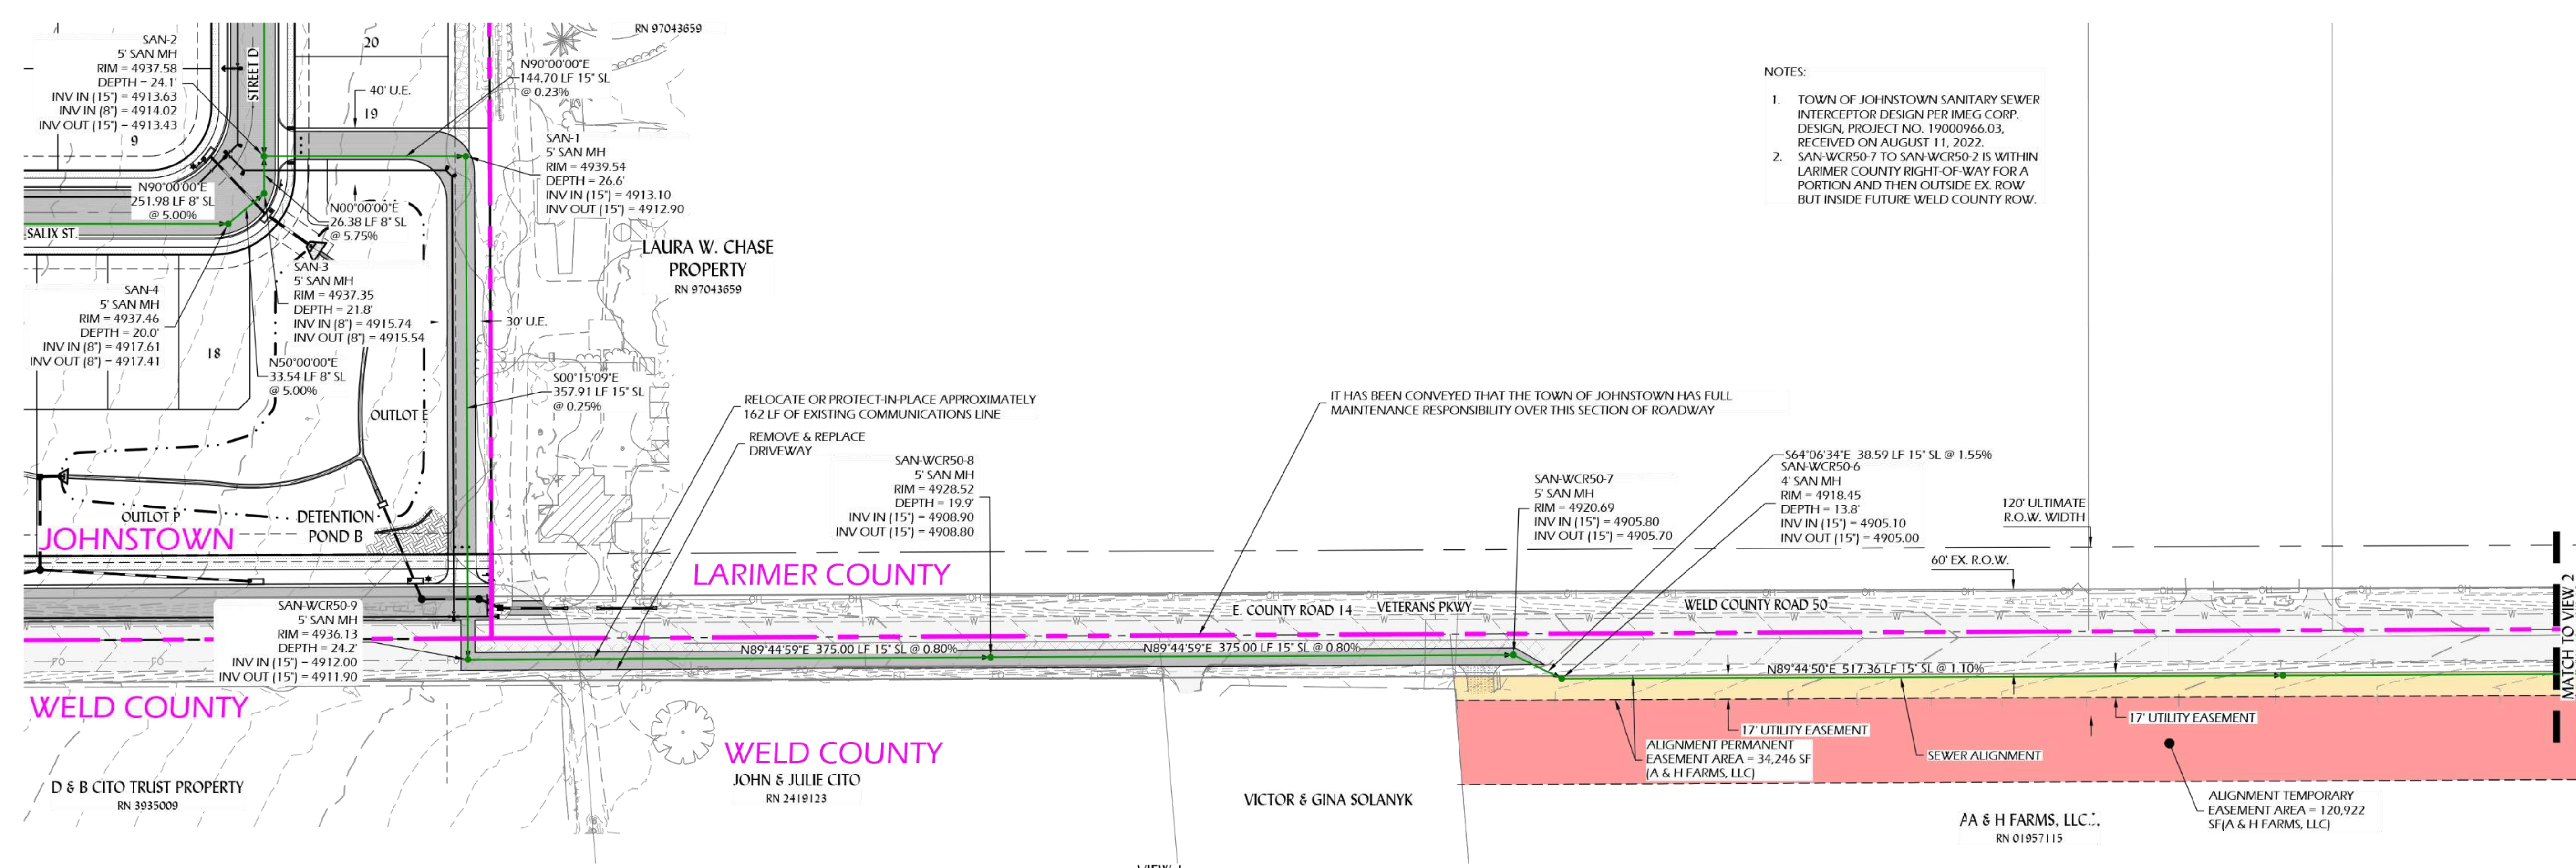 SAN-2
5' SAN MH
RIM = 4937.58
DEPTH = 24.1'
INV IN (15") = 4913.63
INV IN (8") = 4914.02
INV OUT (15") = 4913.43
9
STREET D
20
40' U.E.
19
RN 97043659
N90°00'00"E
144.70 LF 15" SL
@ 0.23%
SAN-1
5' SAN MH
RIM = 4939.54
DEPTH = 26.6'
INV IN (15") = 4913.10
INV OUT (15") = 4912.90
NOTES:
1. TOWN OF JOHNSTOWN SANITARY SEWER
INTERCEPTOR DESIGN PER IMEG CORP.
DESIGN, PROJECT NO. 19000966.03,
RECEIVED ON AUGUST 11, 2022.
2. SAN-WCR50-7 TO SAN-WCR50-2 IS WITHIN
LARIMER COUNTY RIGHT-OF-WAY FOR A
PORTION AND THEN OUTSIDE EX. ROW
BUT INSIDE FUTURE WELD COUNTY ROW.
N90°00'00"E
251.98 LF 8" SL
@ 5.00%
N00°00'00"E
26.38 LF 8" SL
@ 5.75%
SALIX ST.
LAURA W. CHASE
PROPERTY
RN 97043659
SAN-3
5' SAN MH
RIM = 4937.35
DEPTH = 21.8'
INV IN (8") = 4915.74
INV OUT (8") = 4915.54
SAN-4
5' SAN MH
RIM = 4937.46
DEPTH = 20.0'
INV IN (8") = 4917.61
INV OUT (8") = 4917.41
18
30' U.E.
N50°00'00"E
33.54 LF 8" SL
@ 5.00%
OUTLOT E
S00°15'09"E
357.91 LF 15" SL
@ 0.25%
RELOCATE OR PROTECT-IN-PLACE APPROXIMATELY
162 LF OF EXISTING COMMUNICATIONS LINE
REMOVE & REPLACE
DRIVEWAY
IT HAS BEEN CONVEYED THAT THE TOWN OF JOHNSTOWN HAS FULL
MAINTENANCE RESPONSIBILITY OVER THIS SECTION OF ROADWAY
SAN-WCR50-8
5' SAN MH
RIM = 4928.52
DEPTH = 19.9'
INV IN (15") = 4908.90
INV OUT (15") = 4908.80
SAN-WCR50-7
5' SAN MH
RIM = 4920.69
INV IN (15") = 4905.80
INV OUT (15") = 4905.70
S64°06'34"E 38.59 LF 15" SL @ 1.55%
SAN-WCR50-6
4' SAN MH
RIM = 4918.45
DEPTH = 13.8'
INV IN (15") = 4905.10
INV OUT (15") = 4905.00
120' ULTIMATE
R.O.W. WIDTH
60' EX. R.O.W.
OUTLOT P
DETENTION
POND B
JOHNSTOWN
LARIMER COUNTY
E. COUNTY ROAD 14
VETERANS PKWY
WELD COUNTY ROAD 50
SAN-WCR50-9
5' SAN MH
RIM = 4936.13
DEPTH = 24.2'
INV IN (15") = 4912.00
INV OUT (15") = 4911.90
N89°44'59"E 375.00 LF 15" SL @ 0.80%
N89°44'59"E 375.00 LF 15" SL @ 0.80%
N89°44'50"E 517.36 LF 15" SL @ 1.10%
MATCH TO VIEW 2
WELD COUNTY
WELD COUNTY
17' UTILITY EASEMENT
17' UTILITY EASEMENT
ALIGNMENT PERMANENT
EASEMENT AREA = 34,246 SF
(A & H FARMS, LLC)
SEWER ALIGNMENT
D & B CITO TRUST PROPERTY
RN 3935009
JOHN & JULIE CITO
RN 2419123
VICTOR & GINA SOLANYK
A & H FARMS, LLC.
RN 01957115
ALIGNMENT TEMPORARY
EASEMENT AREA = 120,922
SF(A & H FARMS, LLC)